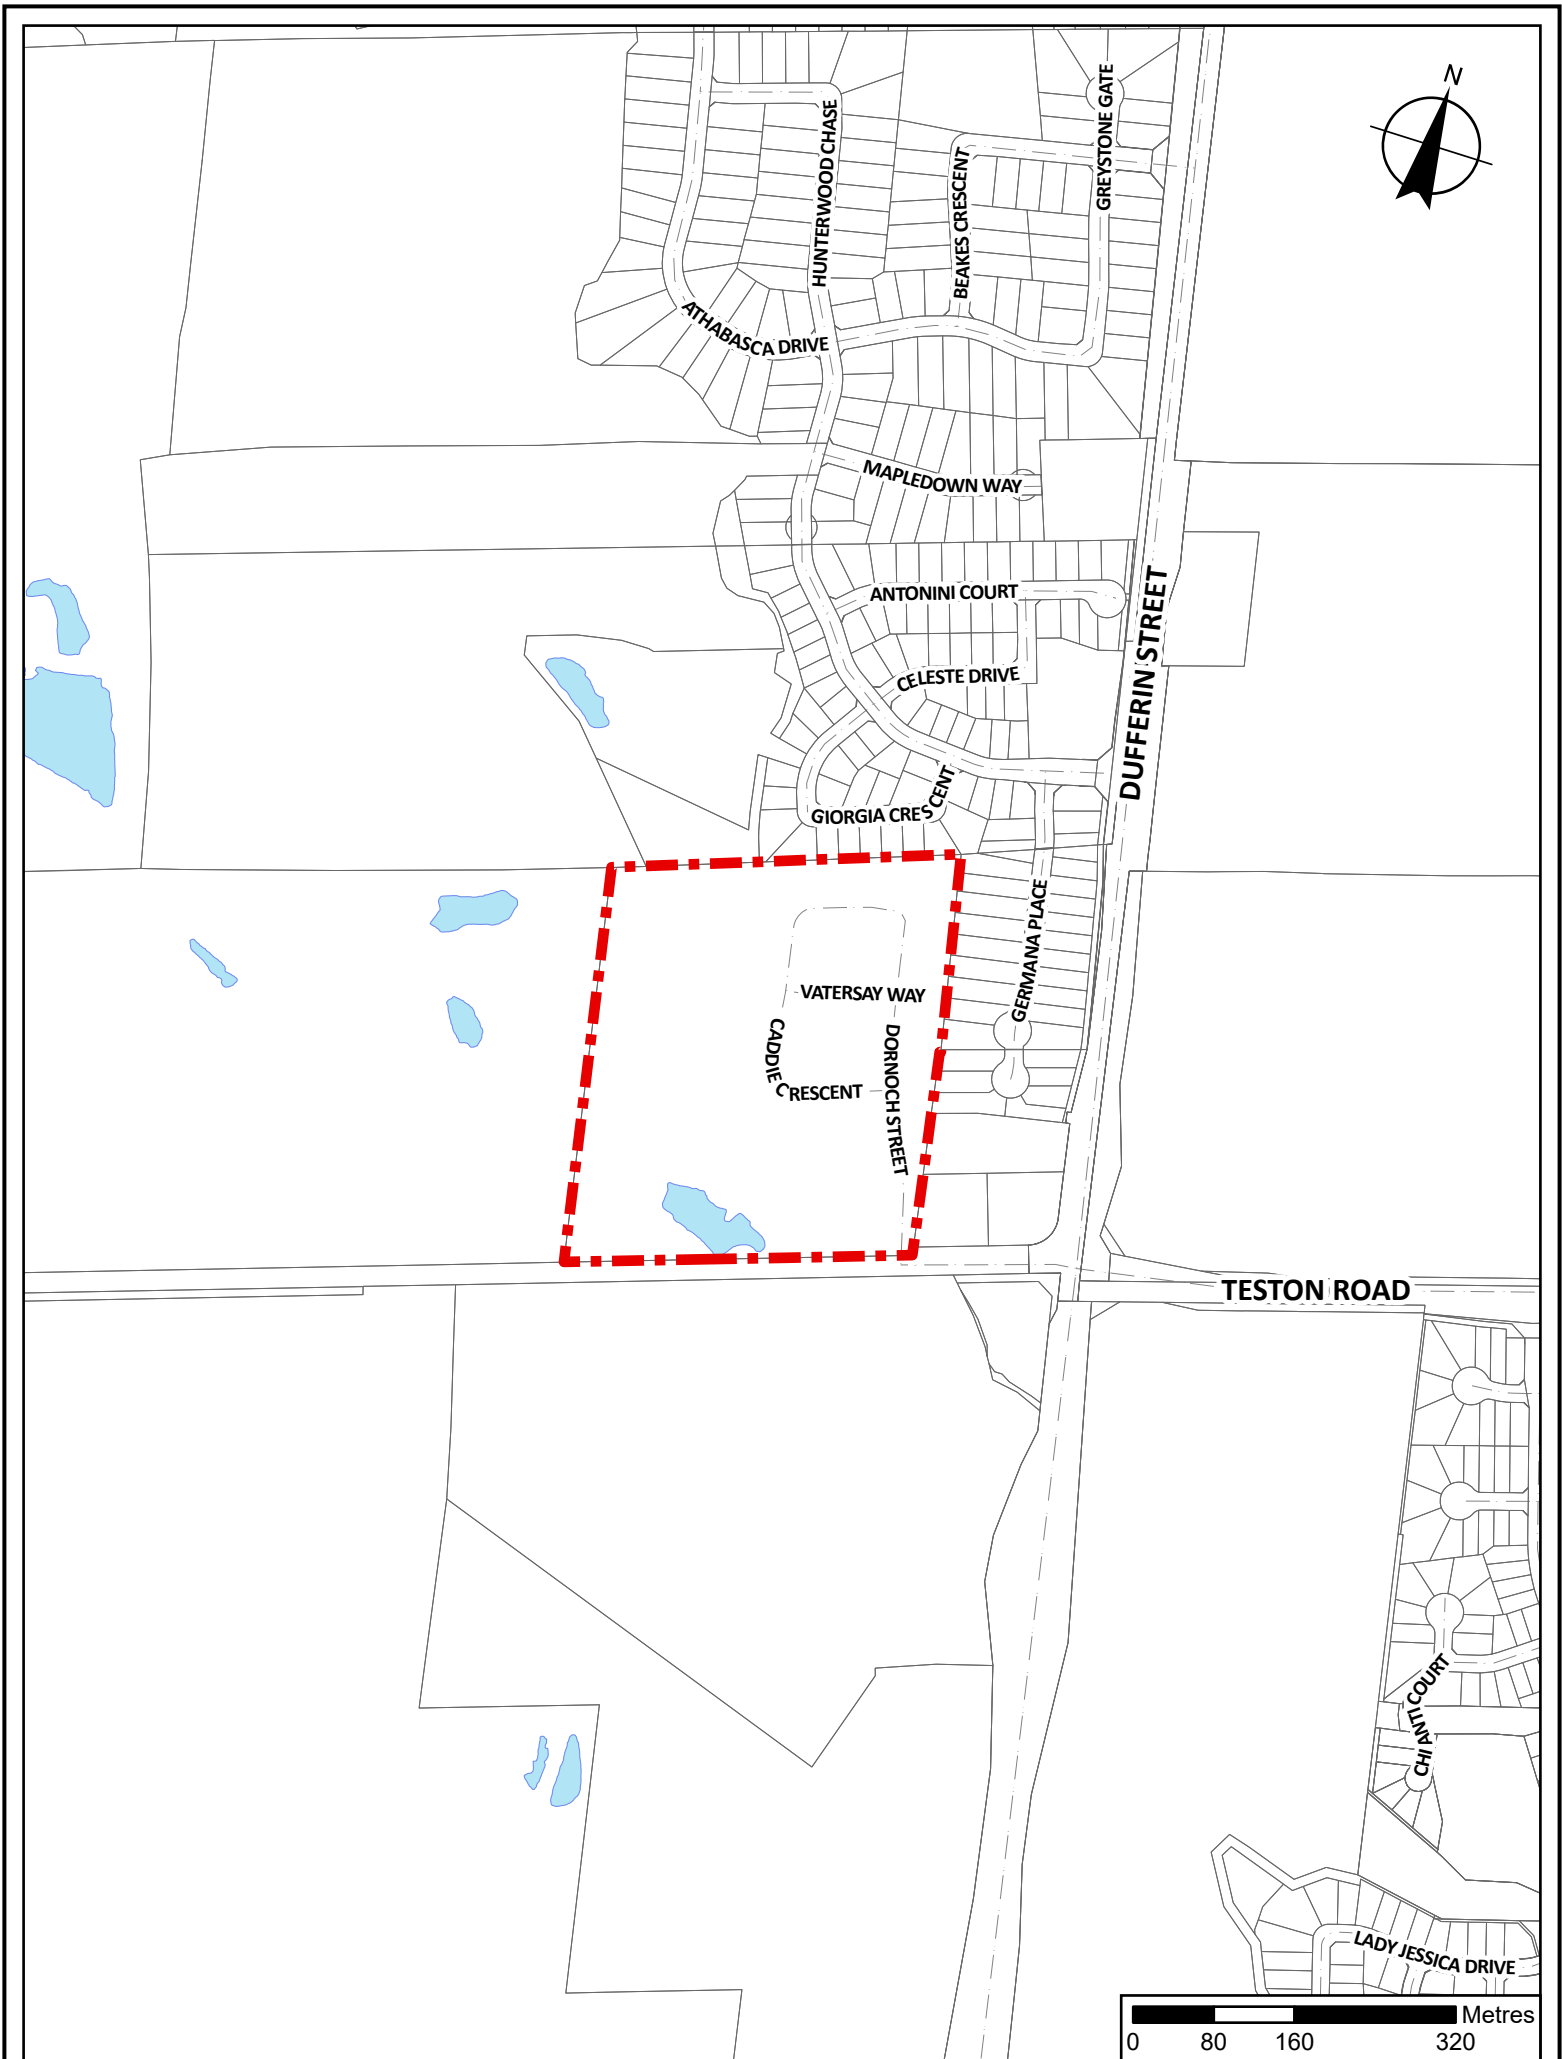 N
GREYSTONE GATE
HUNTERWOOD CHASE
BEAKES CRESCENT
ATHABASCA DRIVE
MAPLEDOWN WAY
ANTONINI COURT
DUFFERIN STREET
CELESTE DRIVE
GIORGIA CRESCENT
GERMANA PLACE
VATERSAY WAY
CADDIE CRESCENT
DORNOCH STREET
TESTON ROAD
CHIANTI COURT
LADY JESSICA DRIVE
Metres
0 80 160 320